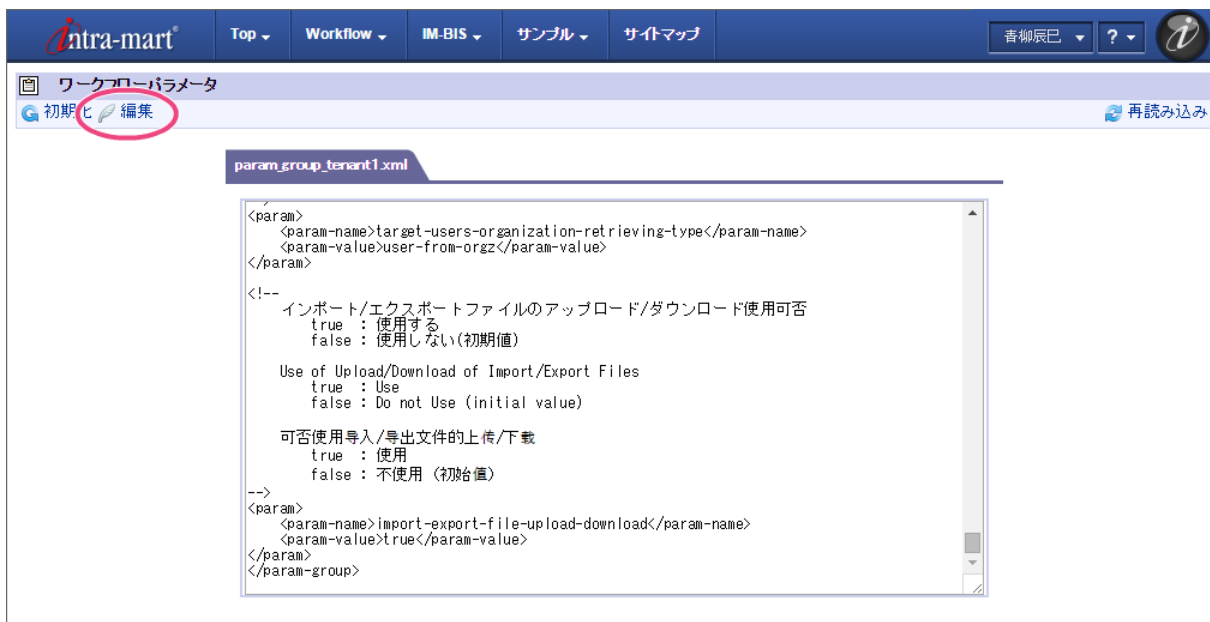 intra-mart® Top Workflow IM-BIS サンプル サイトマップ 青柳辰巳 ?
ワークフローパラメータ
初期化 編集 再読み込み
param_group_tenant1.xml
<param>
<param-name>target-users-organization-retrieving-type</param-name>
<param-value>user-from-orgz</param-value>
</param>
<!--
インポート/エクスポートファイルのアップロード/ダウンロード使用可否
true : 使用する
false : 使用しない(初期値)
Use of Upload/Download of Import/Export Files
true : Use
false : Do not Use (initial value)
可否使用导入/导出文件的上传/下载
true : 使用
false : 不使用（初始值）
-->
<param>
<param-name>import-export-file-upload-download</param-name>
<param-value>true</param-value>
</param>
</param-group>